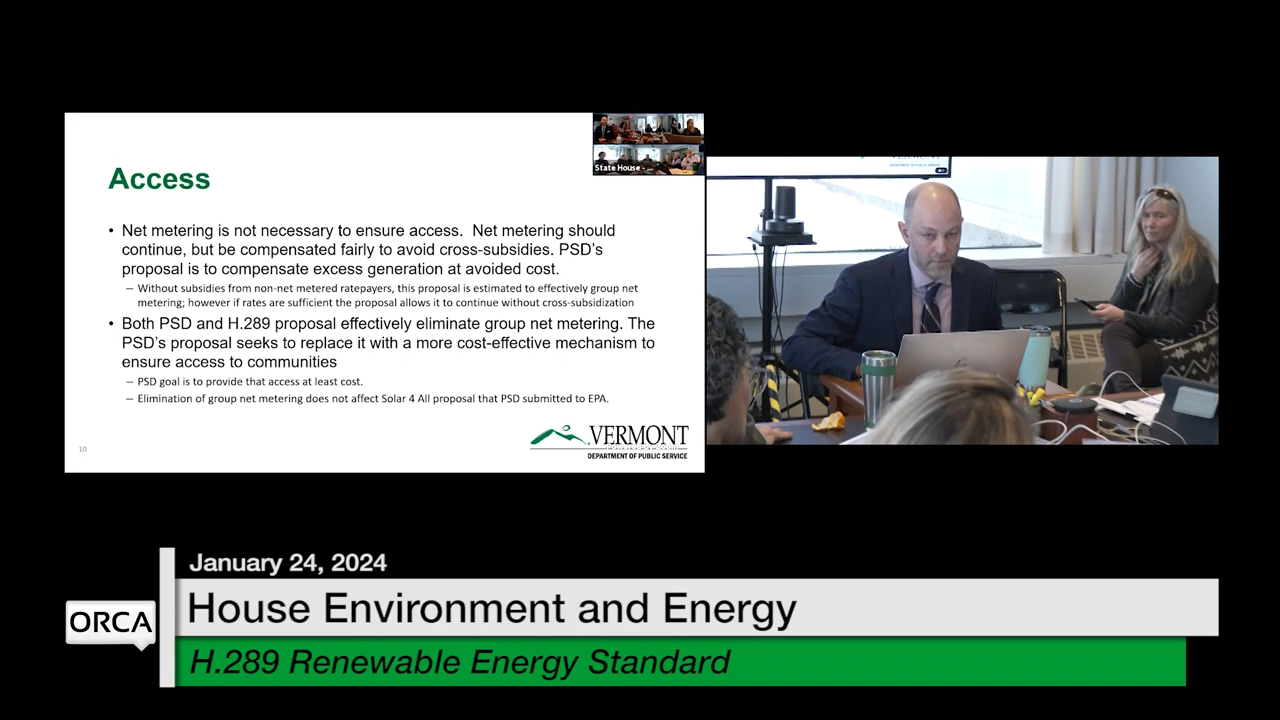 State House -
Access
• Net metering is not necessary to ensure access. Net metering should
continue, but be compensated fairly to avoid cross-subsidies. PSD's
proposal is to compensate excess generation at avoided cost.
– Without subsidies from non-net metered ratepayers, this proposal is estimated to effectively group net
metering; however if rates are sufficient the proposal allows it to continue without cross-subsidization
• Both PSD and H.289 proposal effectively eliminate group net metering. The
PSD's proposal seeks to replace it with a more cost-effective mechanism to
ensure access to communities
– PSD goal is to provide that access at least cost.
– Elimination of group net metering does not affect Solar 4 All proposal that PSD submitted to EPA.
10
VERMONT
DEPARTMENT OF PUBLIC SERVICE
VERMONT
January 24, 2024
ORCA
House Environment and Energy
H.289 Renewable Energy Standard